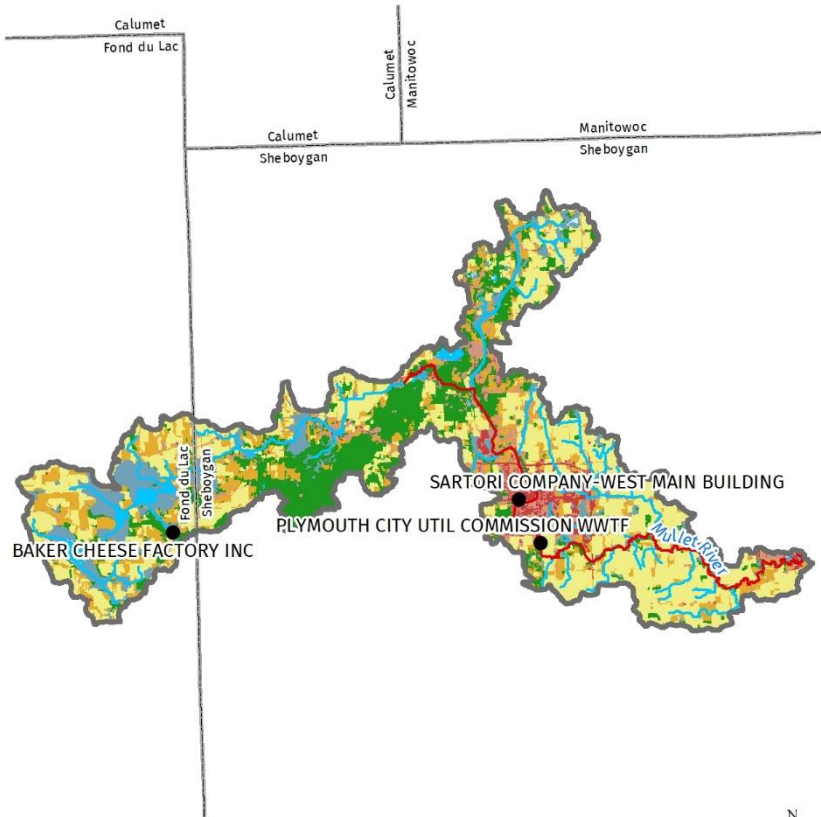 Calumet
Fond du Lac
Calumet
Manitowoc
Calumet
Sheboygan
Manitowoc
Sheboygan
Fond du Lac
Sheboygan
SARTORI COMPANY-WEST MAIN BUILDING
PLYMOUTH CITY UTIL COMMISSION WWTF
BAKER CHEESE FACTORY INC
Mullet River
N